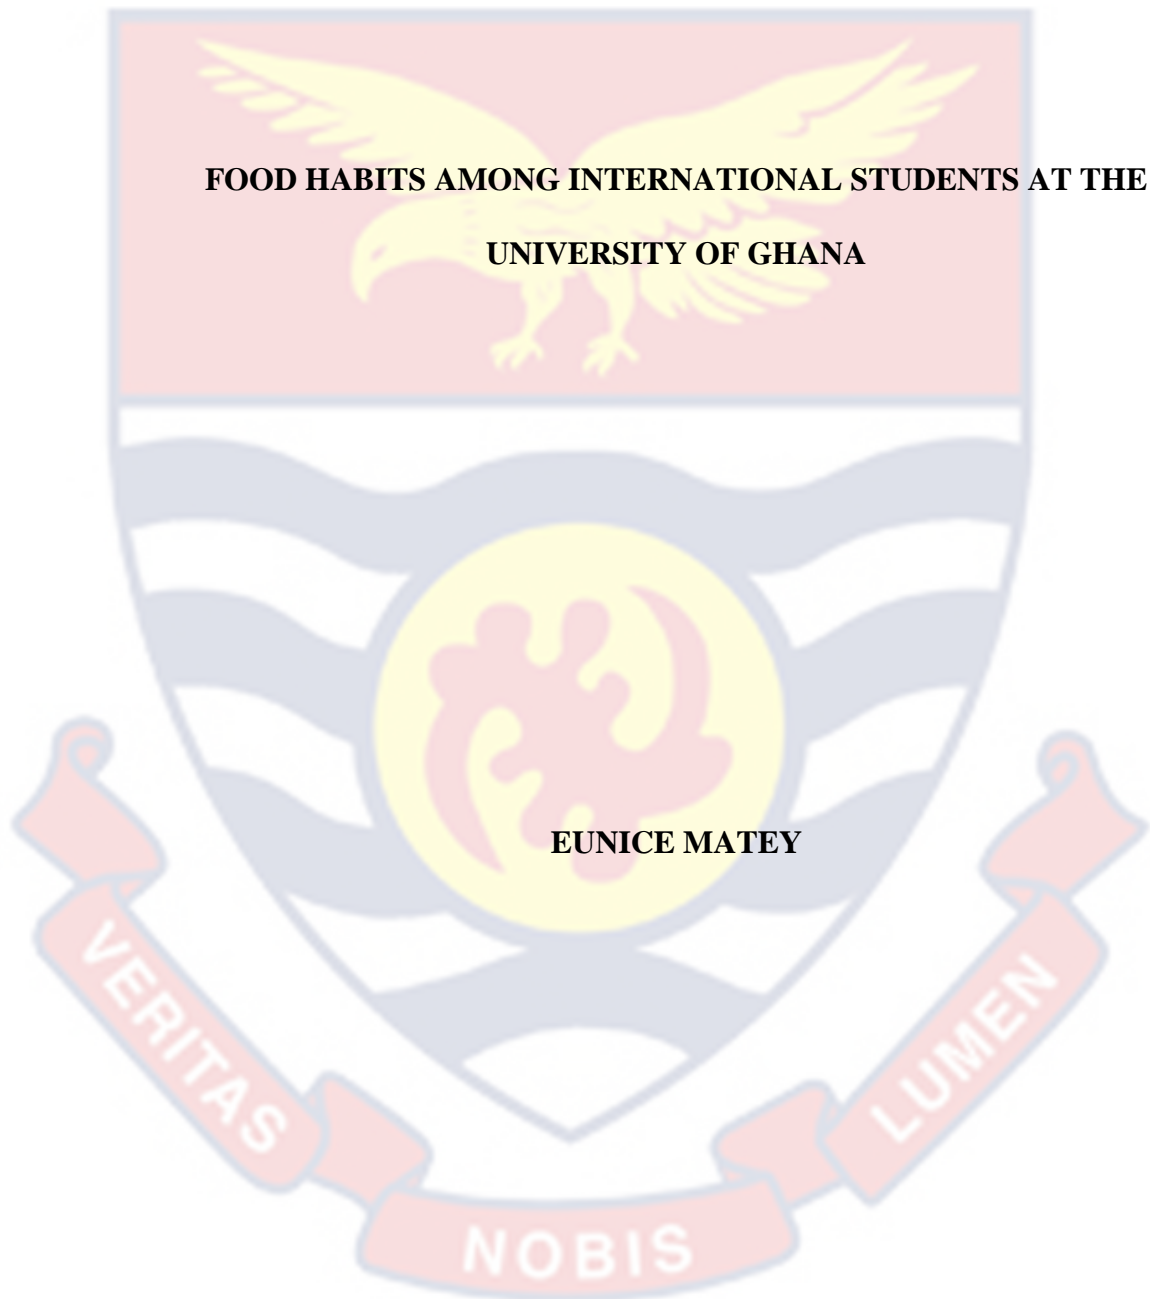 FOOD HABITS AMONG INTERNATIONAL STUDENTS AT THE
UNIVERSITY OF GHANA
EUNICE MATEY
VERITAS
NOBIS
LUMEN